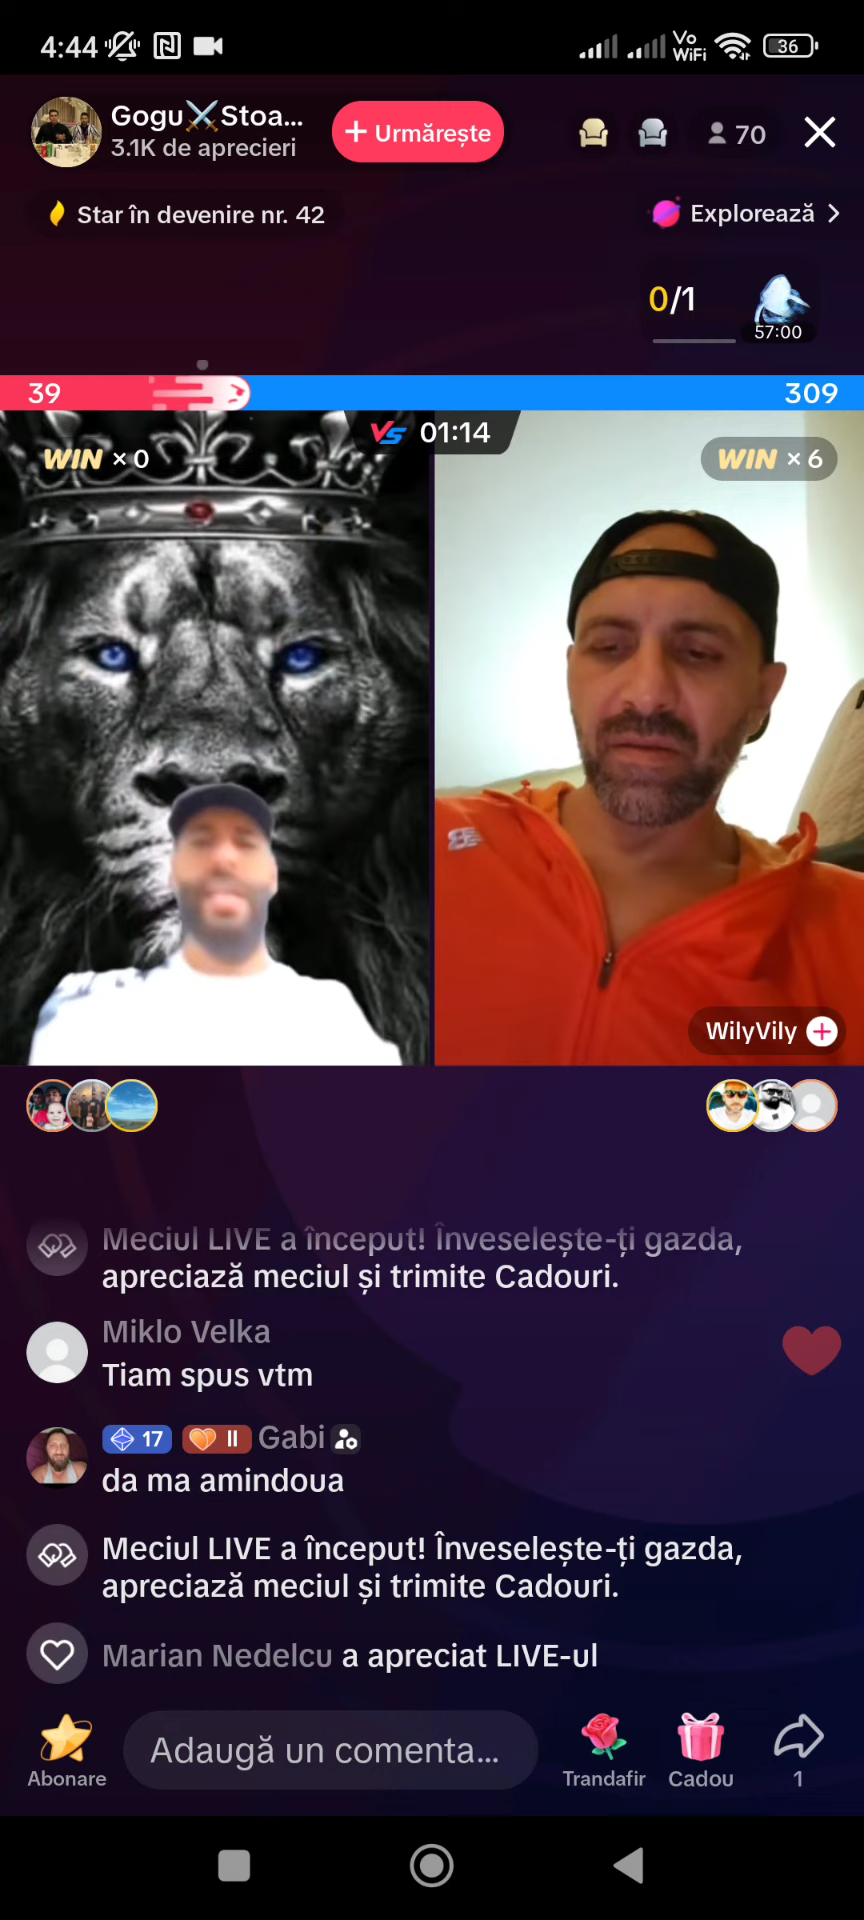 4:44
Vo
WiFi
36
Gogu⚔️Stoa...
3.1K de aprecieri
+ Urmărește
70
Star în devenire nr. 42
Explorează
0/1
57:00
39
309
VS 01:14
WIN × 0
WIN × 6
WilyVily
Meciul LIVE a început! Înveselește-ți gazda,
apreciază meciul și trimite Cadouri.
Miklo Velka
Tiam spus vtm
17 II Gabi
da ma amindoua
Meciul LIVE a început! Înveselește-ți gazda,
apreciază meciul și trimite Cadouri.
Marian Nedelcu a apreciat LIVE-ul
Adaugă un comenta...
Abonare
Trandafir
Cadou
1